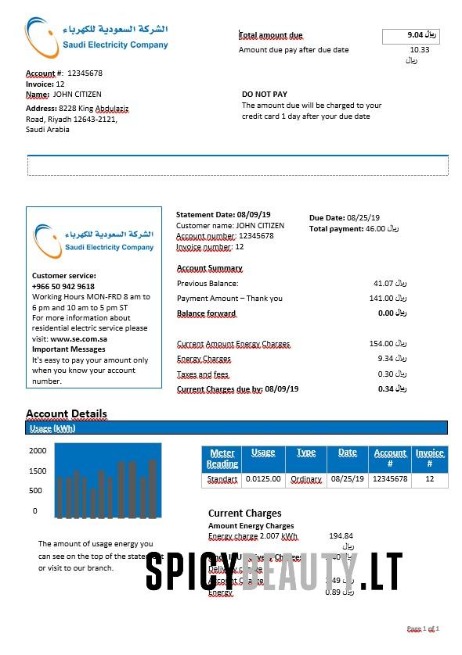 الشركة السعودية للكهرباء
Saudi Electricity Company
Total amount due
9.04 ريال
Amount due pay after due date
10.33
ريال
Account #: 12345678
Invoice: 12
Name: JOHN CITIZEN
Address: 8228 King Abdulaziz
Road, Riyadh 12643-2121,
Saudi Arabia
DO NOT PAY
The amount due will be charged to your
credit card 1 day after your due date
الشركة السعودية للكهرباء
Saudi Electricity Company
Customer service:
+966 50 942 9618
Working Hours MON-FRD 8 am to
6 pm and 10 am to 5 pm ST
For more information about
residential electric service please
visit: www.se.com.sa
Important Messages
It's easy to pay your amount only
when you know your account
number.
Statement Date: 08/09/19
Customer name: JOHN CITIZEN
Account number: 12345678
Invoice number: 12
Due Date: 08/25/19
Total payment: 46.00 ريال
Account Summary
Previous Balance: 41.07 ريال
Payment Amount – Thank you 141.00 ريال
Balance forward 0.00 ريال
Current Amount Energy Charges 154.00 ريال
Energy Charges 9.34 ريال
Taxes and fees 0.30 ريال
Current Charges due by: 08/09/19 0.34 ريال
Account Details
Usage (kWh)
2000
1500
500
0
Meter Reading Usage Type Date Account # Invoice #
Standart 0.0125.00 Ordinary 08/25/19 12345678 12
The amount of usage energy you
can see on the top of the statement
or visit to our branch.
Current Charges
Amount Energy Charges
Energy charge 2.007 kWh 194.84
ريال
Charge:
Account Charge
Energy 0.89 ريال
SPICYBEAUTY.LT
Page 1 of 1